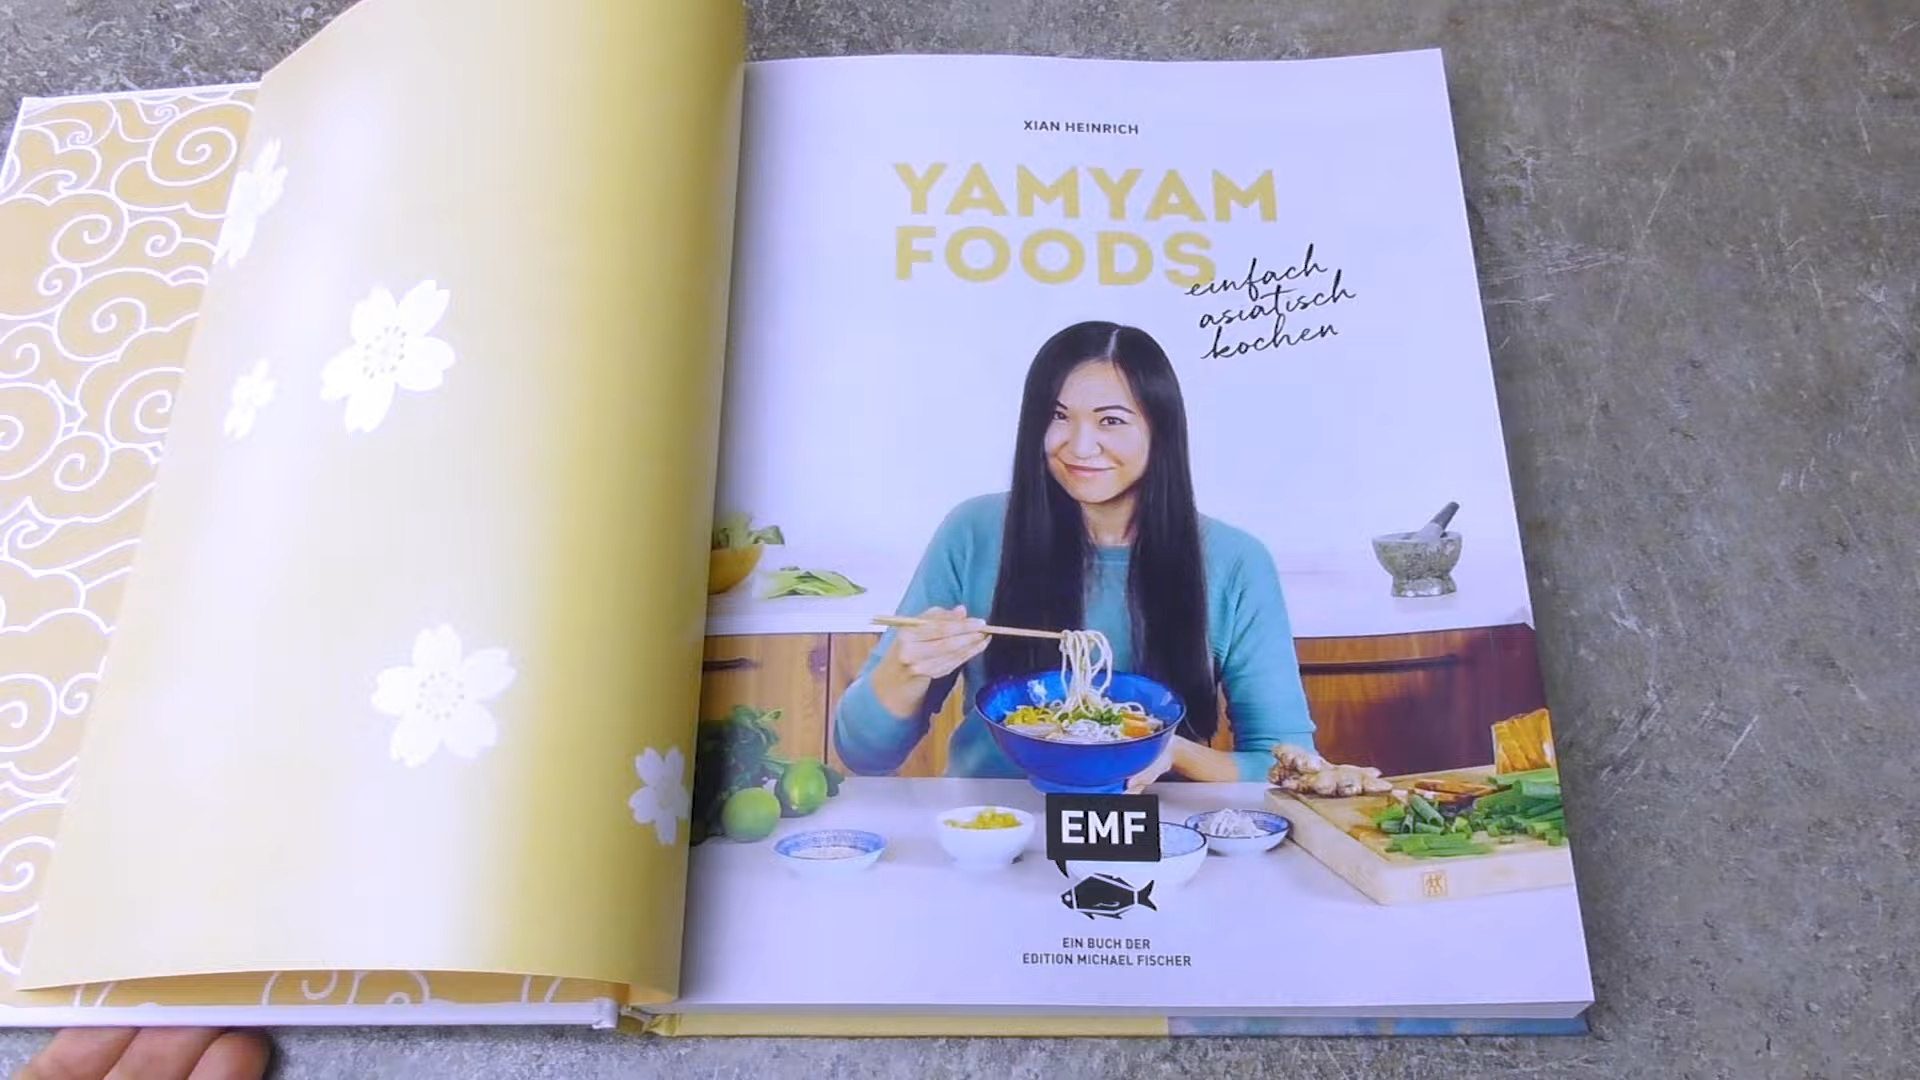 XIAN HEINRICH
YAMYAM
FOODS
einfach
asiatisch
kochen
EMF
EIN BUCH DER
EDITION MICHAEL FISCHER